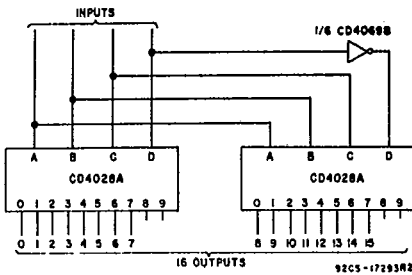 INPUTS
1/6 CD4069B
A B C D
A B C D
CD4028A
CD4028A
0 1 2 3 4 5 6 7 8 9
0 1 2 3 4 5 6 7 8 9
0 1 2 3 4 5 6 7
8 9 10 11 12 13 14 15
16 OUTPUTS
92CS-17293R2